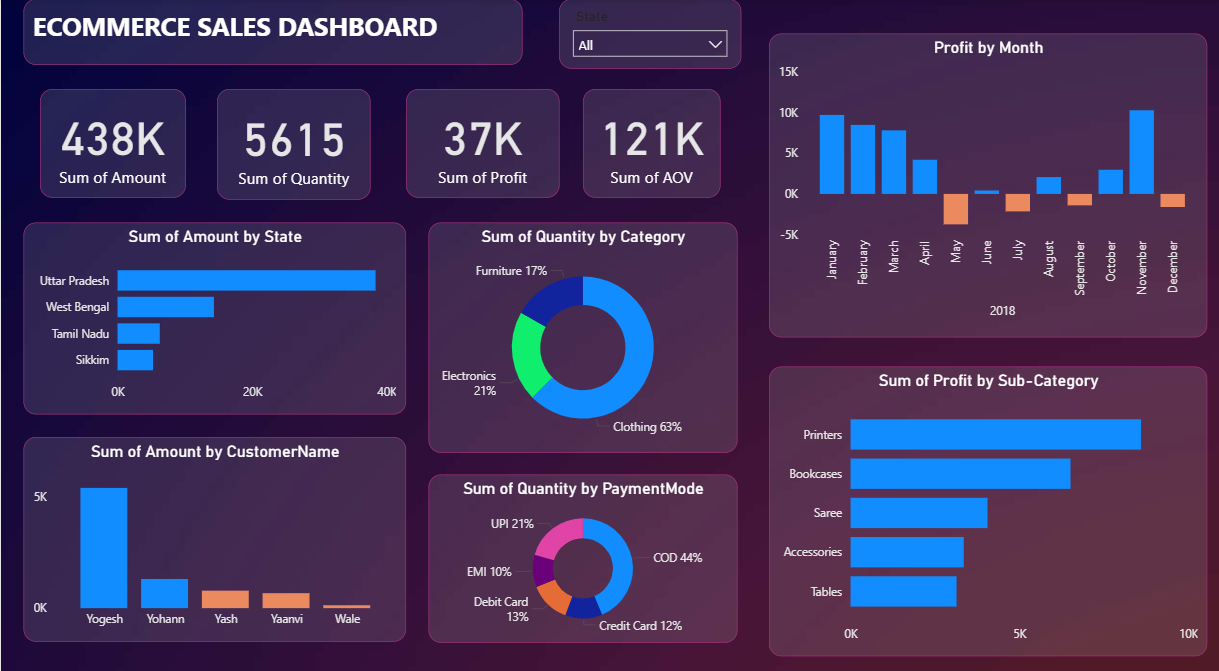 ECOMMERCE SALES DASHBOARD
State
All
438K
Sum of Amount
5615
Sum of Quantity
37K
Sum of Profit
121K
Sum of AOV
Profit by Month
15K
10K
5K
0K
-5K
January
February
March
April
May
June
July
August
September
October
November
December
2018
Sum of Amount by State
Uttar Pradesh
West Bengal
Tamil Nadu
Sikkim
0K
20K
40K
Sum of Quantity by Category
Furniture 17%
Electronics
21%
Clothing 63%
Sum of Profit by Sub-Category
Printers
Bookcases
Saree
Accessories
Tables
0K
5K
10K
Sum of Amount by CustomerName
5K
0K
Yogesh
Yohann
Yash
Yaanvi
Wale
Sum of Quantity by PaymentMode
UPI 21%
COD 44%
EMI 10%
Debit Card
13%
Credit Card 12%